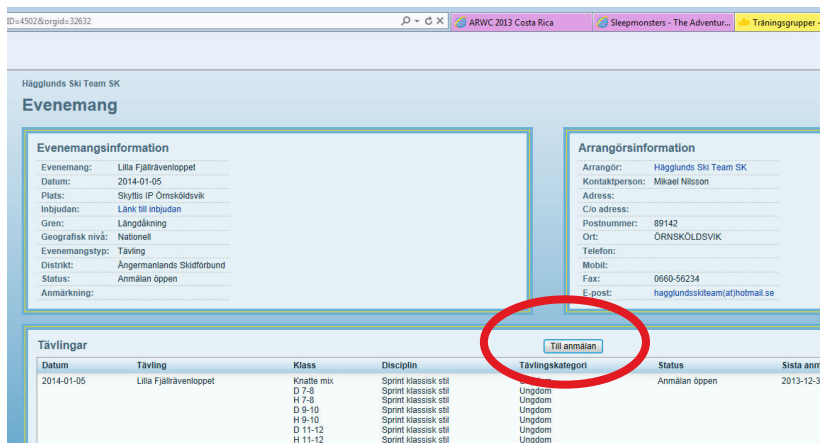 ID=4502&orgid=32632
ARWC 2013 Costa Rica
Sleepmonsters - The Adventur...
Träningsgrupper -
Hägglunds Ski Team SK
Evenemang
Evenemangsinformation
Evenemang: Lilla Fjällrävenloppet
Datum: 2014-01-05
Plats: Skyttis IP Örnsköldsvik
Inbjudan: Länk till inbjudan
Gren: Längdåkning
Geografisk nivå: Nationell
Evenemangstyp: Tävling
Distrikt: Ångermanlands Skidförbund
Status: Anmälan öppen
Anmärkning:
Arrangörsinformation
Arrangör: Hägglunds Ski Team SK
Kontaktperson: Mikael Nilsson
Adress:
C/o adress:
Postnummer: 89142
Ort: ÖRNSKÖLDSVIK
Telefon:
Mobil:
Fax: 0660-56234
E-post: hagglundsskiteam(at)hotmail.se
Tävlingar
Till anmälan
Datum Tävling Klass Disciplin Tävlingskategori Status Sista anm
2014-01-05 Lilla Fjällrävenloppet Knatte mix Sprint klassisk stil Anmälan öppen 2013-12-3
D 7-8 Sprint klassisk stil Ungdom
H 7-8 Sprint klassisk stil Ungdom
D 9-10 Sprint klassisk stil Ungdom
H 9-10 Sprint klassisk stil Ungdom
D 11-12 Sprint klassisk stil Ungdom
H 11-12 Sprint klassisk stil Ungdom